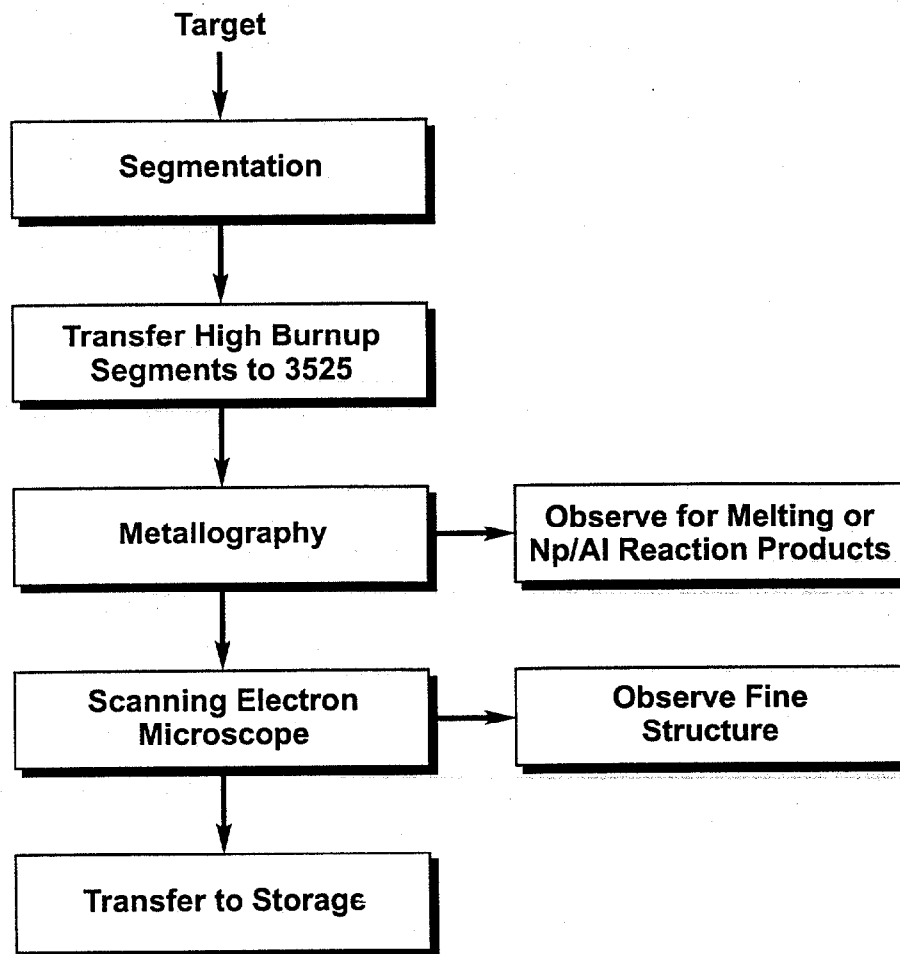 Target
Segmentation
Transfer High Burnup
Segments to 3525
Metallography
Observe for Melting or
Np/Al Reaction Products
Scanning Electron
Microscope
Observe Fine
Structure
Transfer to Storage